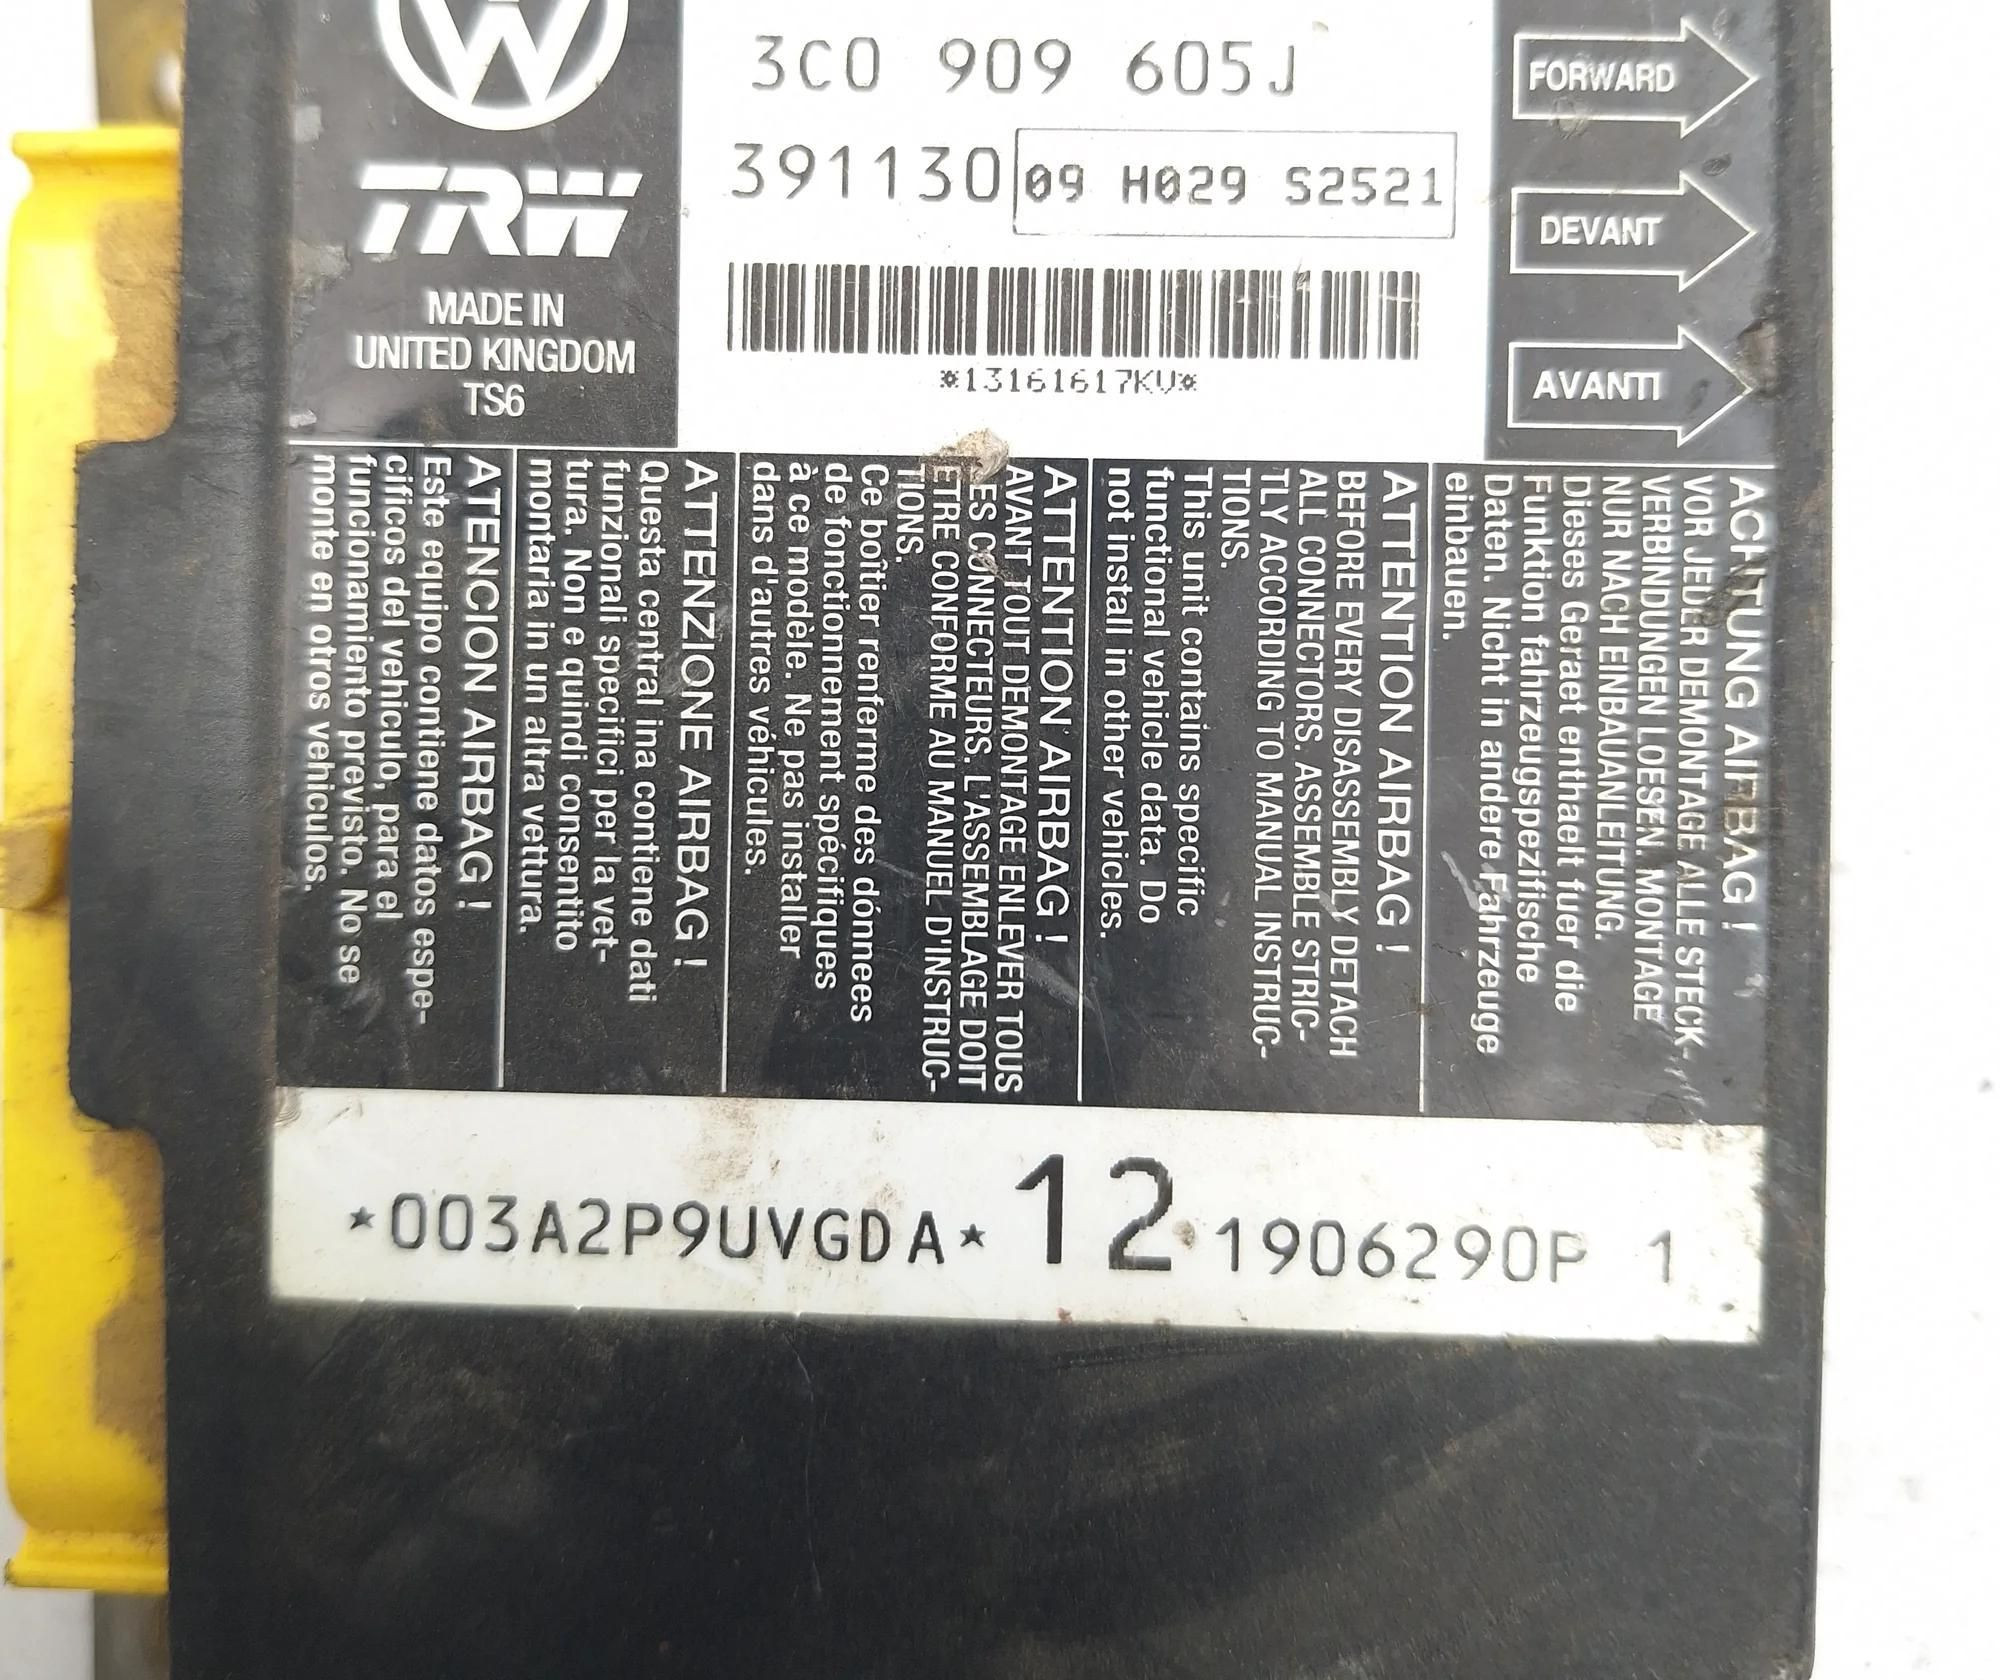 3C0 909 605J
391130 09 H029 S2521
*13161617KV*
TRW
MADE IN
UNITED KINGDOM
TS6
FORWARD
DEVANT
AVANTI
ACHTUNG AIRBAG !
VOR JEDER DEMONTAGE ALLE STECK-
VERBINDUNGEN LOESEN. MONTAGE
NUR NACH EINBAUANLEITUNG.
Dieses Geraet enthaelt fuer die
Funktion fahrzeugspezifische
Daten. Nicht in andere Fahrzeuge
einbauen.
ATTENTION AIRBAG !
BEFORE EVERY DISASSEMBLY DETACH
ALL CONNECTORS. ASSEMBLE STRIC-
TLY ACCORDING TO MANUAL INSTRUC-
TIONS.
This unit contains specific
functional vehicle data. Do
not install in other vehicles.
ATTENTION AIRBAG !
AVANT TOUT DEMONTAGE ENLEVER TOUS
LES CONNECTEURS. L'ASSEMBLAGE DOIT
ETRE CONFORME AU MANUEL D'INSTRUC-
TIONS.
Ce boîtier renferme des dónnees
de fonctionnement spécifiques
à ce modèle. Ne pas installer
dans d'autres véhicules.
ATTENZIONE AIRBAG !
Questa central ina contiene dati
funzionali specifici per la vet-
tura. Non e quindi consentito
montaria in un altra vettura.
ATENCION AIRBAG !
Este equipo contiene datos espe-
cificos del vehiculo, para el
funcionamiento previsto. No se
monte en otros vehiculos.
*003A2P9UVGDA* 12 1906290P 1